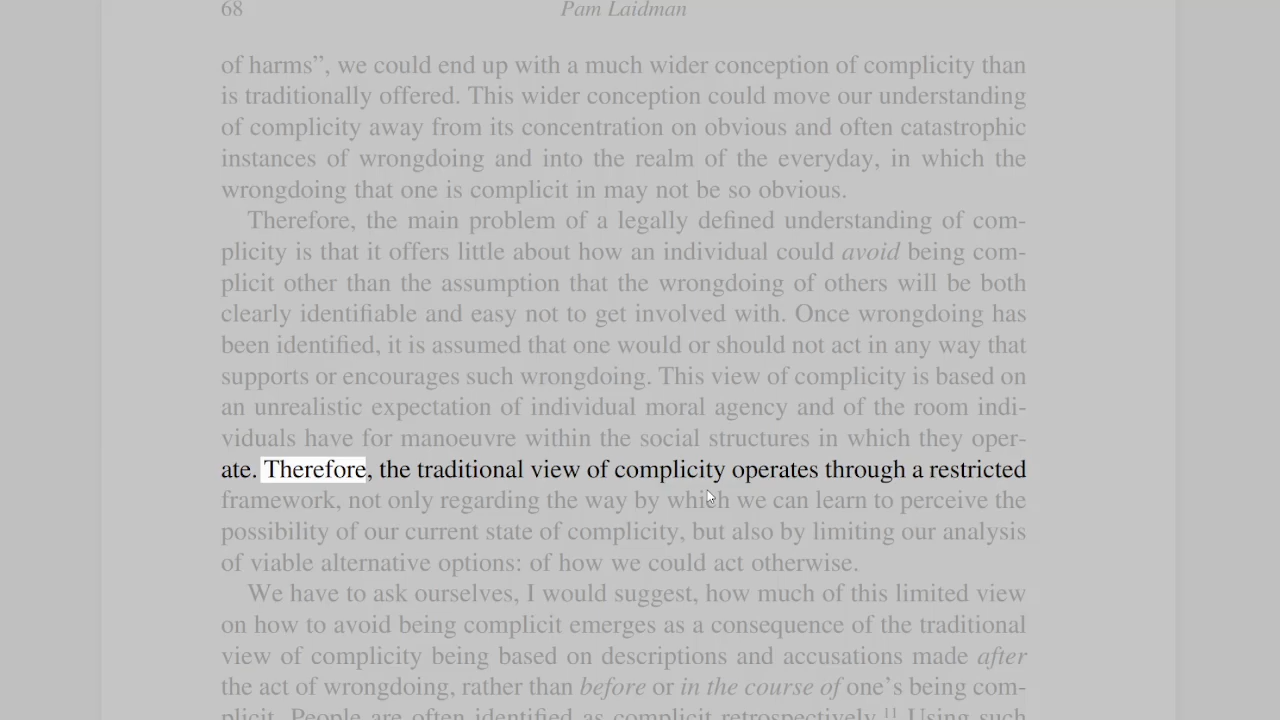 68
Pam Laidman
of harms”, we could end up with a much wider conception of complicity than
is traditionally offered. This wider conception could move our understanding
of complicity away from its concentration on obvious and often catastrophic
instances of wrongdoing and into the realm of the everyday, in which the
wrongdoing that one is complicit in may not be so obvious.
Therefore, the main problem of a legally defined understanding of com-
plicity is that it offers little about how an individual could avoid being com-
plicit other than the assumption that the wrongdoing of others will be both
clearly identifiable and easy not to get involved with. Once wrongdoing has
been identified, it is assumed that one would or should not act in any way that
supports or encourages such wrongdoing. This view of complicity is based on
an unrealistic expectation of individual moral agency and of the room indi-
viduals have for manoeuvre within the social structures in which they oper-
ate. Therefore, the traditional view of complicity operates through a restricted
framework, not only regarding the way by which we can learn to perceive the
possibility of our current state of complicity, but also by limiting our analysis
of viable alternative options: of how we could act otherwise.
We have to ask ourselves, I would suggest, how much of this limited view
on how to avoid being complicit emerges as a consequence of the traditional
view of complicity being based on descriptions and accusations made after
the act of wrongdoing, rather than before or in the course of one’s being com-
plicit. People are often identified as complicit retrospectively.¹¹ Using such